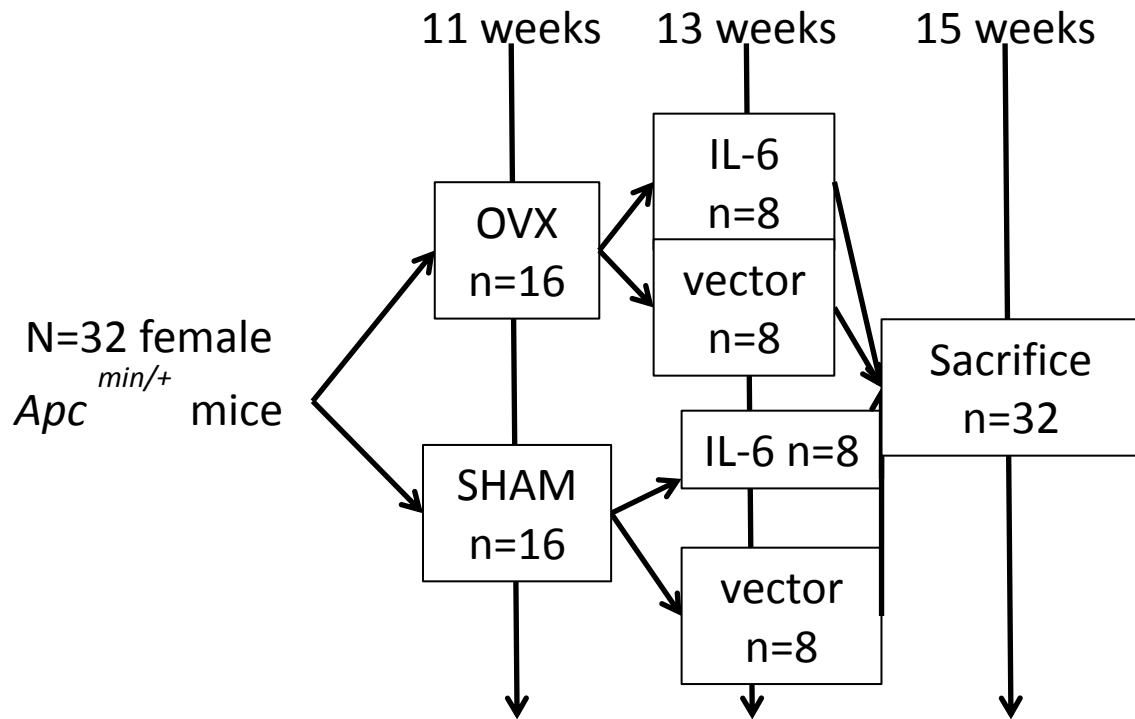 11 weeks 13 weeks 15 weeks
IL-6
n=8
OVX
n=16
vector
n=8
N=32 female
Apc min/+ mice
Sacrifice
n=32
IL-6 n=8
SHAM
n=16
vector
n=8